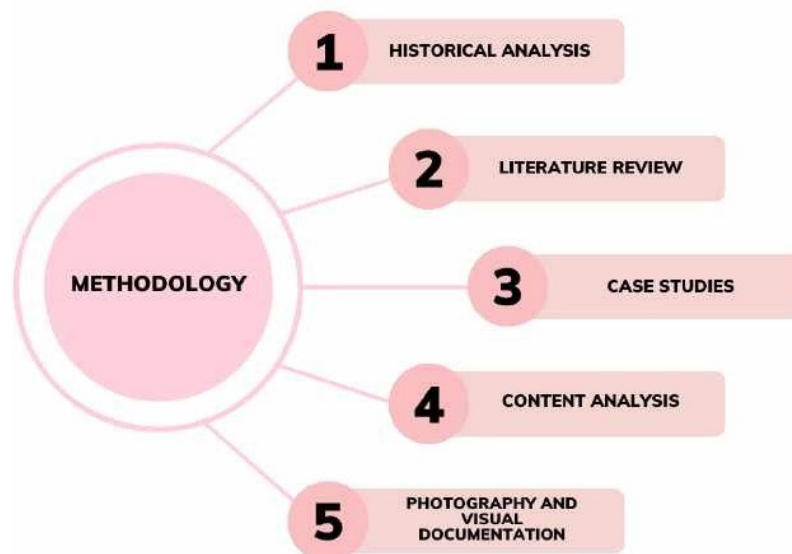 1
HISTORICAL ANALYSIS
2
LITERATURE REVIEW
METHODOLOGY
3
CASE STUDIES
4
CONTENT ANALYSIS
5
PHOTOGRAPHY AND
VISUAL
DOCUMENTATION